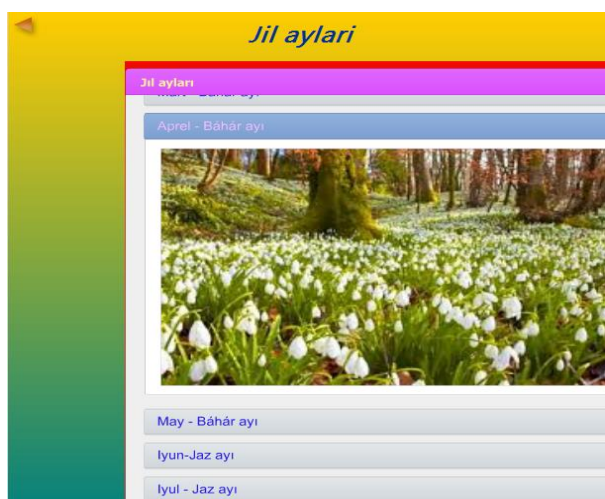 Jil aylari
Jıl ayları
Aprel - Báhár ayı
May - Báhár ayı
Iyun-Jaz ayı
Iyul - Jaz ayı